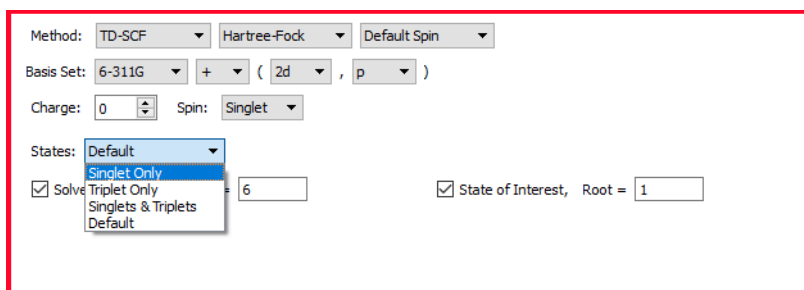 Method: TD-SCF Hartree-Fock Default Spin
Basis Set: 6-311G + ( 2d , p )
Charge: 0 Spin: Singlet
States: Default
Singlet Only
Solve = 6 State of Interest, Root = 1
Triplet Only
Singlets & Triplets
Default